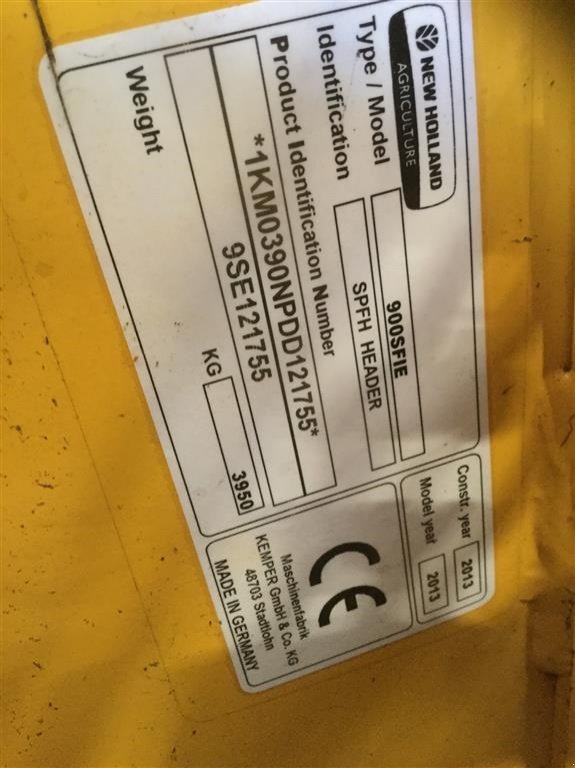 NEW HOLLAND
AGRICULTURE
Type / Model 900SFIE
Identification SPFH HEADER
Product Identification Number
*1KM0390NPDD121755*
9SE121755
Weight KG 3950
Constr. year 2013
Model year 2013
CE
Maschinenfabrik
KEMPER GmbH & Co. KG
48703 Stadtlohn
MADE IN GERMANY